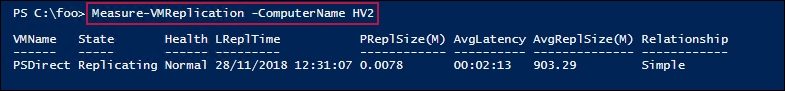 PS C:\foo> Measure-VMReplication -ComputerName HV2
VMName   State       Health LReplTime           PReplSize(M) AvgLatency AvgReplSize(M) Relationship
------   -----       ------ ---------           ------------ ---------- -------------- ------------
PSDirect Replicating Normal 28/11/2018 12:31:07 0.0078       00:02:13   903.29         Simple